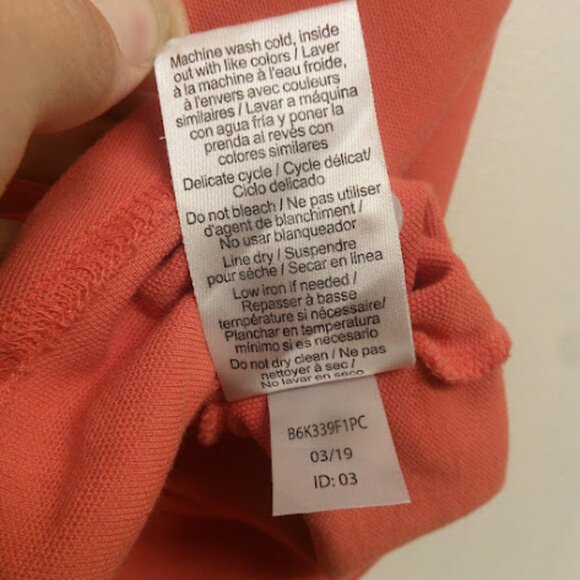 Machine wash cold, inside
out with like colors / Laver
à la machine à l'eau froide,
à l'envers avec couleurs
similaires / Lavar a máquina
con agua fría y poner la
prenda al revés con
colores similares
Delicate cycle / Cycle délicat/
Ciclo delicado
Do not bleach / Ne pas utiliser
d'agent de blanchiment /
No usar blanqueador
Line dry / Suspendre
pour sèche / Secar en linea
Low iron if needed /
Repasser à basse
température si nécessaire/
Planchar en temperatura
minimo si es necesario
Do not dry clean / Ne pas
nettoyer à sec /
No lavar en seco
B6K339F1PC
03/19
ID: 03